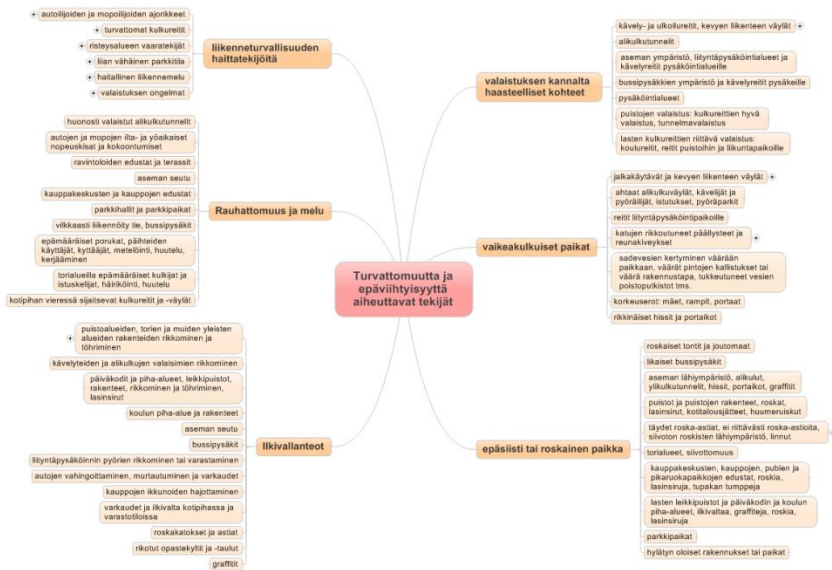 autoilijoiden ja mopoilijoiden ajorikkeet
turvattomat kulkureitit
risteysalueen vaaratekijät
liian vähäinen parkkitila
haitallinen liikennemelu
valaistuksen ongelmat
liikenneturvallisuuden
haittatekijöitä
huonosti valaistut alikulkutunnelit
autojen ja mopojen ilta- ja yöaikaiset
nopeuskisat ja kokoontumiset
ravintoloiden edustat ja terassit
aseman seutu
kauppakeskusten ja kauppojen edustat
parkkihallit ja parkkipaikat
vilkkaasti liikennöity tie, bussipysäkit
epämääräiset porukat, päihteiden
käyttäjät, kyttääjät, metelöinti, huutelu,
kerjääminen
torialueilla epämääräiset kulkijat ja
istuskelijat, häiriköinti, huutelu
kotipihan vieressä sijaitsevat kulkureitit ja -väylät
Rauhattomuus ja melu
puistoalueiden, torien ja muiden yleisten
alueiden rakenteiden rikkominen ja
töhriminen
kävelyteiden ja alikulkujen valaisimien rikkominen
päiväkodit ja piha-alueet, leikkipuistot,
rakenteet, rikkominen ja töhriminen,
lasinsirut
koulun piha-alue ja rakenteet
aseman seutu
bussipysäkit
liityntäpysäköinnin pyörien rikkominen tai varastaminen
autojen vahingoittaminen, murtautuminen ja varkaudet
kauppojen ikkunoiden hajottaminen
varkaudet ja ilkivalta kotipihassa ja
varastotiloissa
roskakatokset ja astiat
rikotut opastekyltit ja -taulut
graffitit
Ilkivallanteot
Turvattomuutta ja
epäviihtyisyyttä
aiheuttavat tekijät
valaistuksen kannalta
haasteelliset kohteet
kävely- ja ulkoilureitit, kevyen liikenteen väylät
alikulkutunnelit
aseman ympäristö, liityntäpysäköintialueet ja
kävelyreitit pysäköintialueille
bussipysäkkien ympäristö ja kävelyreitit pysäkeille
pysäköintialueet
puistojen valaistus: kulkureittien hyvä
valaistus, tunnelmavalaistus
lasten kulkureittien riittävä valaistus:
koulureitit, reitit puistoihin ja liikuntapaikoille
vaikeakulkuiset paikat
jalkakäytävät ja kevyen liikenteen väylät
ahtaat alikulkuväylät, kävelijät ja
pyöräilijät, istutukset, pyöräparkit
reitit liityntäpysäköintipaikoille
katujen rikkoutuneet päällysteet ja
reunakiveykset
sadevesien kertyminen väärään
paikkaan, väärät pintojen kallistukset tai
väärä rakennustapa, tukkeutuneet vesien
poistoputkistot tms.
korkeuserot: mäet, rampit, portaat
rikkinäiset hissit ja portaikot
epäsiisti tai roskainen paikka
roskaiset tontit ja joutomaat
likaiset bussipysäkit
aseman lähiympäristö, alikulut,
ylikulkutunnelit, hissit, portaikot, graffitit
puistot ja puistojen rakenteet, roskat,
lasinsirut, kotitalousjätteet, huumeruiskut
täydet roska-astiat, ei riittävästi roska-astioita,
siivoton roskisten lähiympäristö, linnut
torialueet, siivottomuus
kauppakeskusten, kauppojen, pubien ja
pikaruokapaikkojen edustat, roskia,
lasinsiruja, tupakan tumppeja
lasten leikkipuistot ja päiväkodin ja koulun
piha-alueet, ilkivaltaa, graffiteja, roskia,
lasinsiruja
parkkipaikat
hylätyn oloiset rakennukset tai paikat